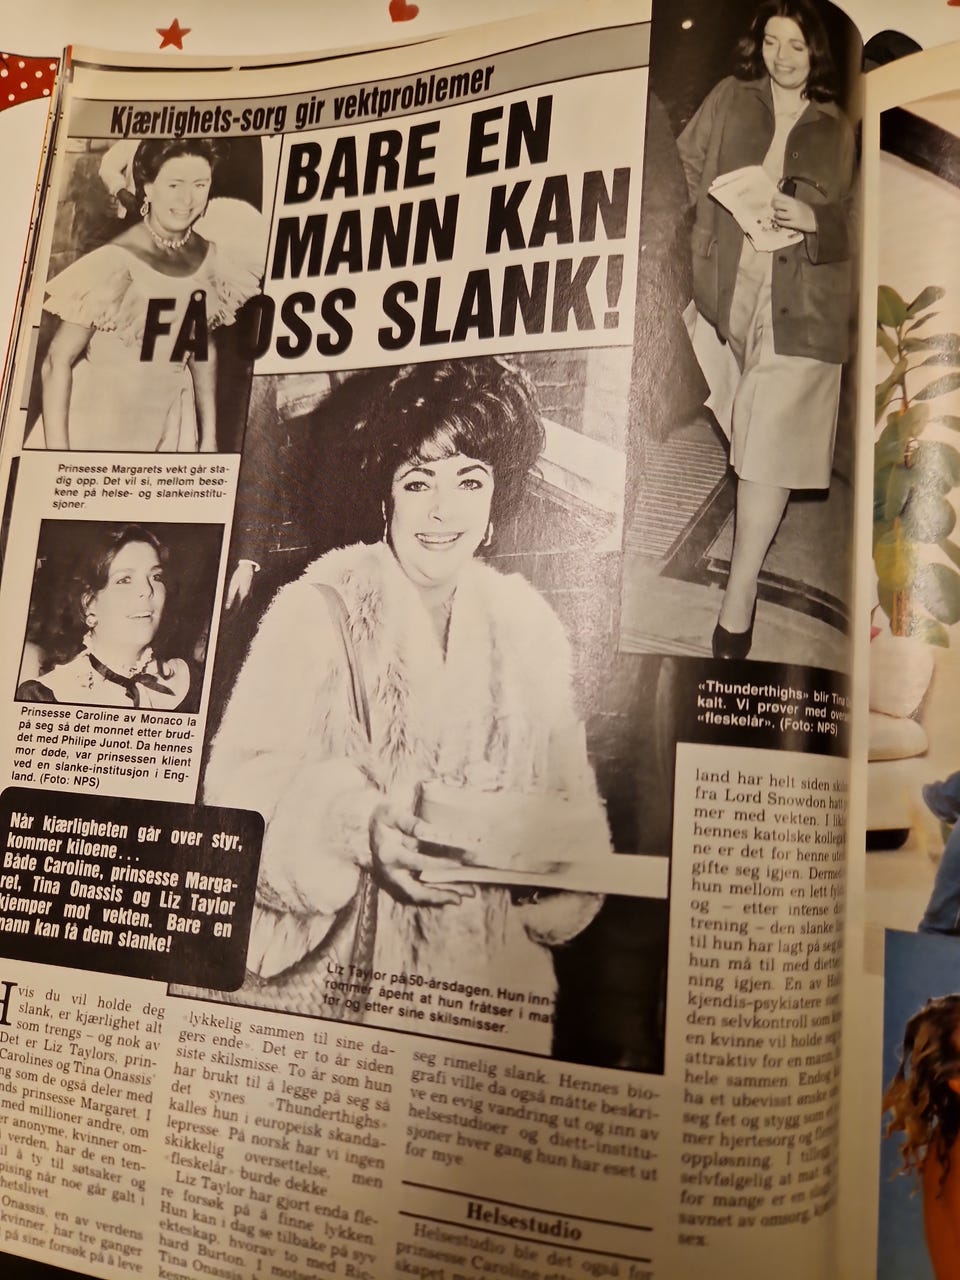 Kjærlighets-sorg gir vektproblemer
BARE EN
MANN KAN
FÅ OSS SLANK!
Prinsesse Margarets vekt går sta-
dig opp. Det vil si, mellom besø-
kene på helse- og slankeinstitu-
sjoner.
Prinsesse Caroline av Monaco la
på seg så det monnet etter brud-
det med Philipe Junot. Da hennes
mor døde, var prinsessen klient
ved en slanke-institusjon i Eng-
land. (Foto: NPS)
Når kjærligheten går over styr,
kommer kiloene...
Både Caroline, prinsesse Marga-
ret, Tina Onassis og Liz Taylor
kjemper mot vekten. Bare en
mann kan få dem slanke!
Liz Taylor på 50-årsdagen. Hun inn-
rømmer åpent at hun fråtser i mat
før og etter sine skilsmisser.
«Thunderthighs» blir Tina
kalt. Vi prøver med
«fleskelår». (Foto: NPS)
Hvis du vil holde deg
slank, er kjærlighet alt
som trengs – og nok av
Det er Liz Taylors, prin-
Carolines og Tina Onassis'
som de også deler med
prinsesse Margaret. I
med millioner andre, om
anonyme, kvinner om-
verden, har de en ten-
til å ty til søtsaker og
når noe går galt i
Onassis, en av verdens
kvinner, har tre ganger
på sine forsøk på å leve
«lykkelig sammen til sine da-
gers ende». Det er to år siden
siste skilsmisse. To år som hun
har brukt til å legge på seg så
det synes. «Thunderthighs»
kalles hun i europeisk skanda-
lepresse. På norsk har vi ingen
skikkelig oversettelse, men
«fleskelår» burde dekke.
Liz Taylor har gjort enda fle-
re forsøk på å finne lykken.
Hun kan i dag se tilbake på syv
ekteskap, hvorav to med Ric-
hard Burton. I motsetn
Tina Onassis,
seg rimelig slank. Hennes bio-
grafi ville da også måtte beskri-
ve en evig vandring ut og inn av
helsestudioer og diett-institu-
sjoner hver gang hun har eset ut
for mye.
Helsestudio
Helsestudio ble det også for
prinsesse Caroline
land har helt siden
fra Lord Snowdon hatt
mer med vekten. I
hennes katolske
ne er det for henne
gifte seg igjen.
hun mellom en lett
og – etter intense
trening – den slanke
til hun har lagt på seg
hun må til med
ning igjen. En av
kjendis-psykiatere
den selvkontroll som
en kvinne vil holde seg
attraktiv for en mann
hele sammen. Endog
ha et ubevisst ønske
seg fet og stygg som
mer hjertesorg og
oppløsning. I tillegg
selvfølgelig at mat
for mange er en
savnet av omsorg,
sex.